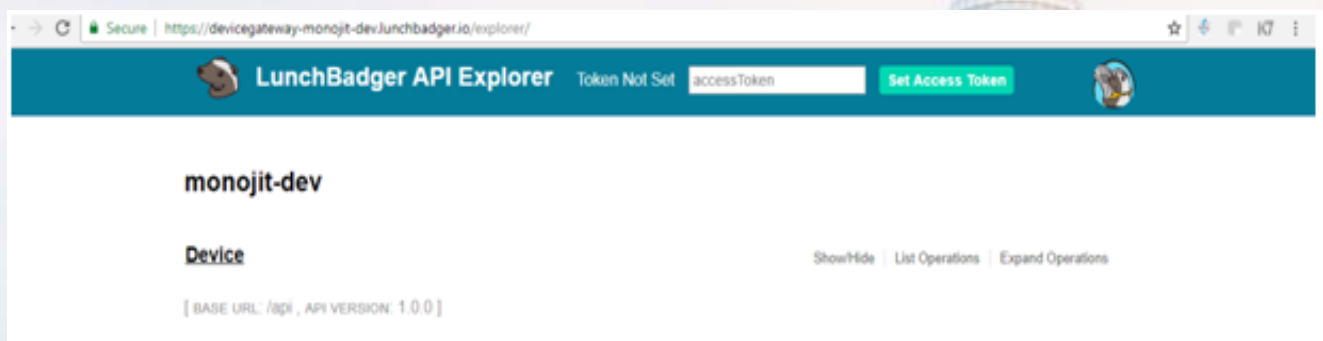 Secure https://devicegateway-monojit-dev.lunchbadger.io/explorer/
LunchBadger API Explorer Token Not Set accessToken Set Access Token
monojit-dev
Device Show/Hide List Operations Expand Operations
[ BASE URL: /api , API VERSION: 1.0.0 ]